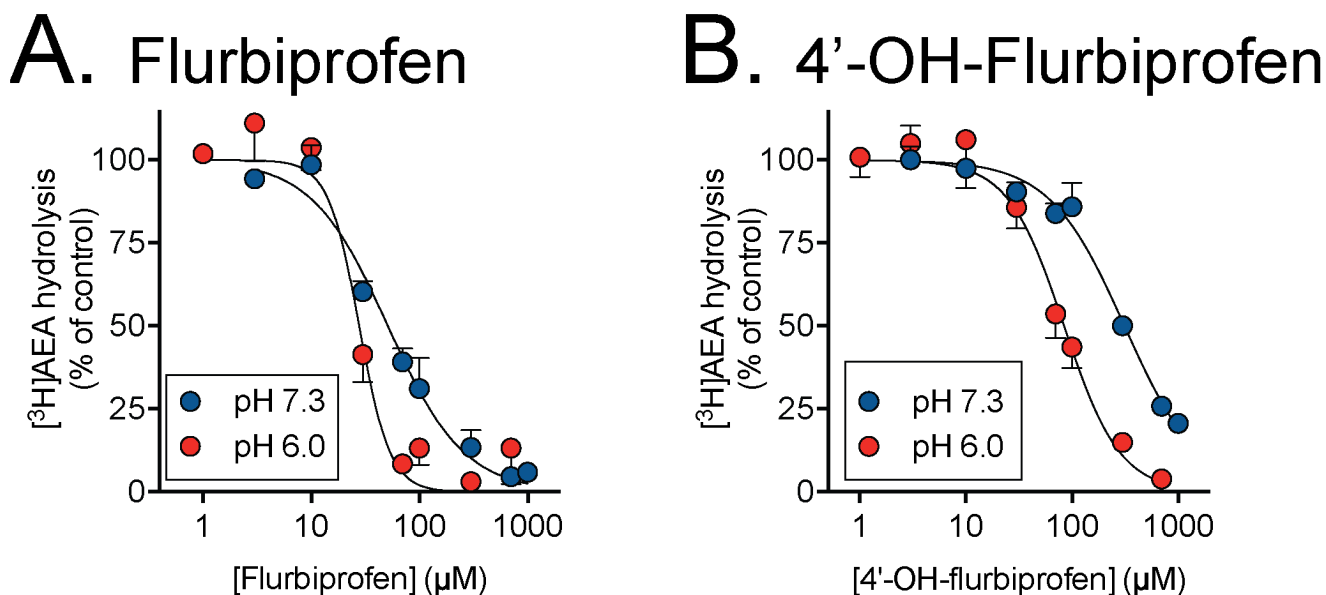 A. Flurbiprofen
[³H]AEA hydrolysis
(% of control)
100
75
50
25
0
pH 7.3
pH 6.0
1
10
100
1000
[Flurbiprofen] (µM)
B. 4’-OH-Flurbiprofen
[³H]AEA hydrolysis
(% of control)
100
75
50
25
0
pH 7.3
pH 6.0
1
10
100
1000
[4'-OH-flurbiprofen] (µM)